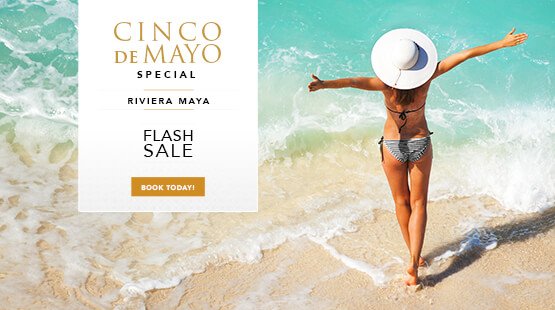 CINCO
DE MAYO
SPECIAL
RIVIERA MAYA
FLASH
SALE
BOOK TODAY!